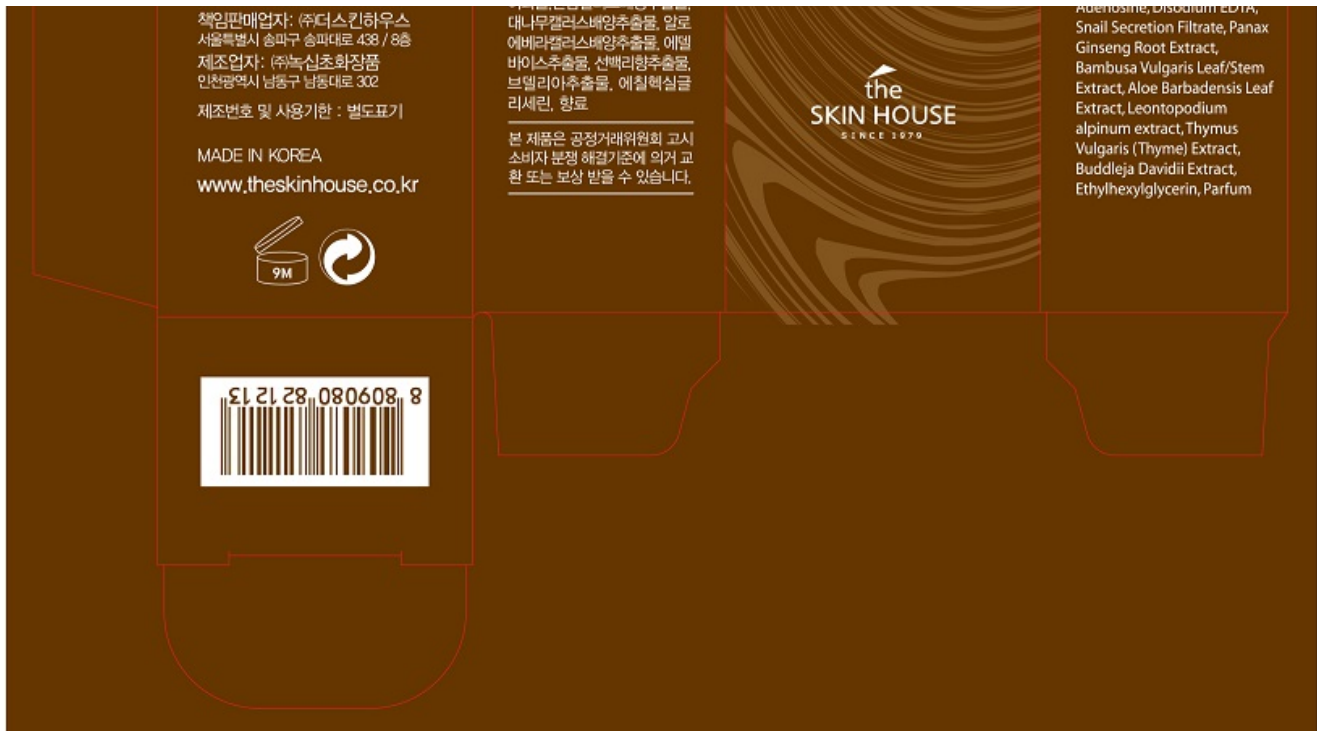 책임판매업자: ㈜더스킨하우스
서울특별시 송파구 송파대로 438 / 8층
제조업자: ㈜녹십초화장품
인천광역시 남동구 남동대로 302
제조번호 및 사용기한 : 별도표기
MADE IN KOREA
www.theskinhouse.co.kr
9M
8 809080 821213
대나무캘러스배양추출물, 알로
에베라캘러스배양추출물, 에델
바이스추출물, 선백리향추출물,
브델리아추출물, 에칠헥실글
리세린, 향료
본 제품은 공정거래위원회 고시
소비자 분쟁 해결기준에 의거 교
환 또는 보상 받을 수 있습니다.
the
SKIN HOUSE
SINCE 1979
Adenosine, Disodium EDTA,
Snail Secretion Filtrate, Panax
Ginseng Root Extract,
Bambusa Vulgaris Leaf/Stem
Extract, Aloe Barbadensis Leaf
Extract, Leontopodium
alpinum extract, Thymus
Vulgaris (Thyme) Extract,
Buddleja Davidii Extract,
Ethylhexylglycerin, Parfum